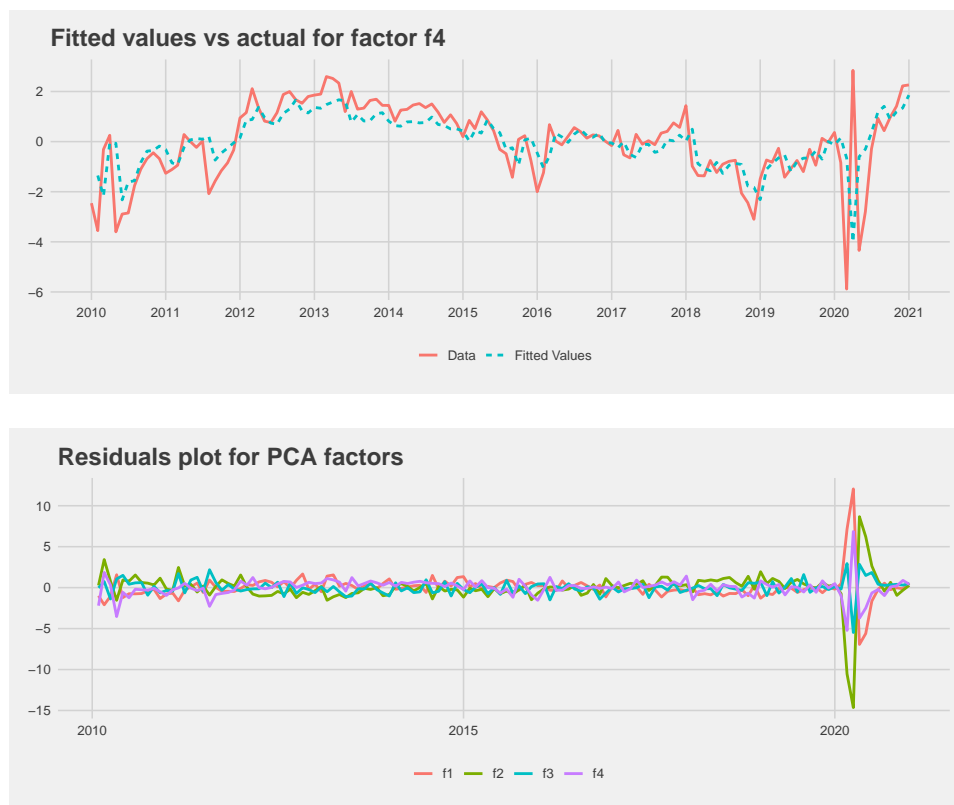 Fitted values vs actual for factor f4
2
0
−2
−4
−6
2010 2011 2012 2013 2014 2015 2016 2017 2018 2019 2020 2021
Data Fitted Values
Residuals plot for PCA factors
10
5
0
−5
−10
−15
2010 2015 2020
f1 f2 f3 f4